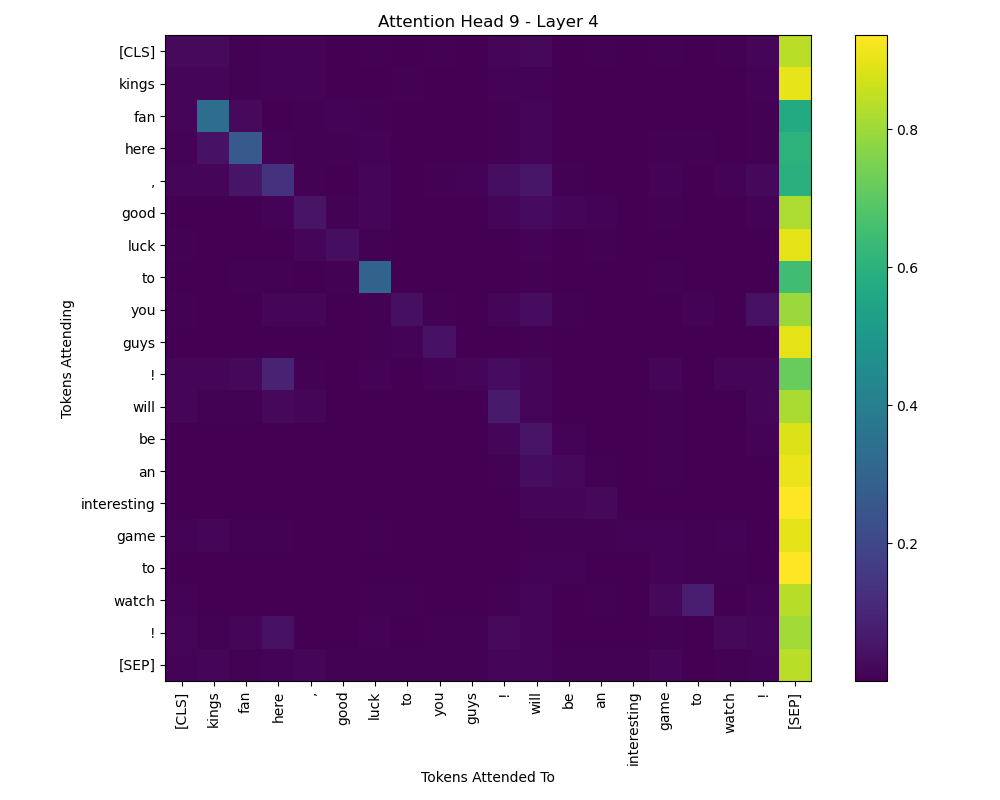 Attention Head 9 - Layer 4
[CLS]
kings
fan
here
,
good
luck
to
you
guys
!
will
be
an
interesting
game
to
watch
!
[SEP]
Tokens Attending
[CLS]
kings
fan
here
,
good
luck
to
you
guys
!
will
be
an
interesting
game
to
watch
!
[SEP]
Tokens Attended To
0.8
0.6
0.4
0.2